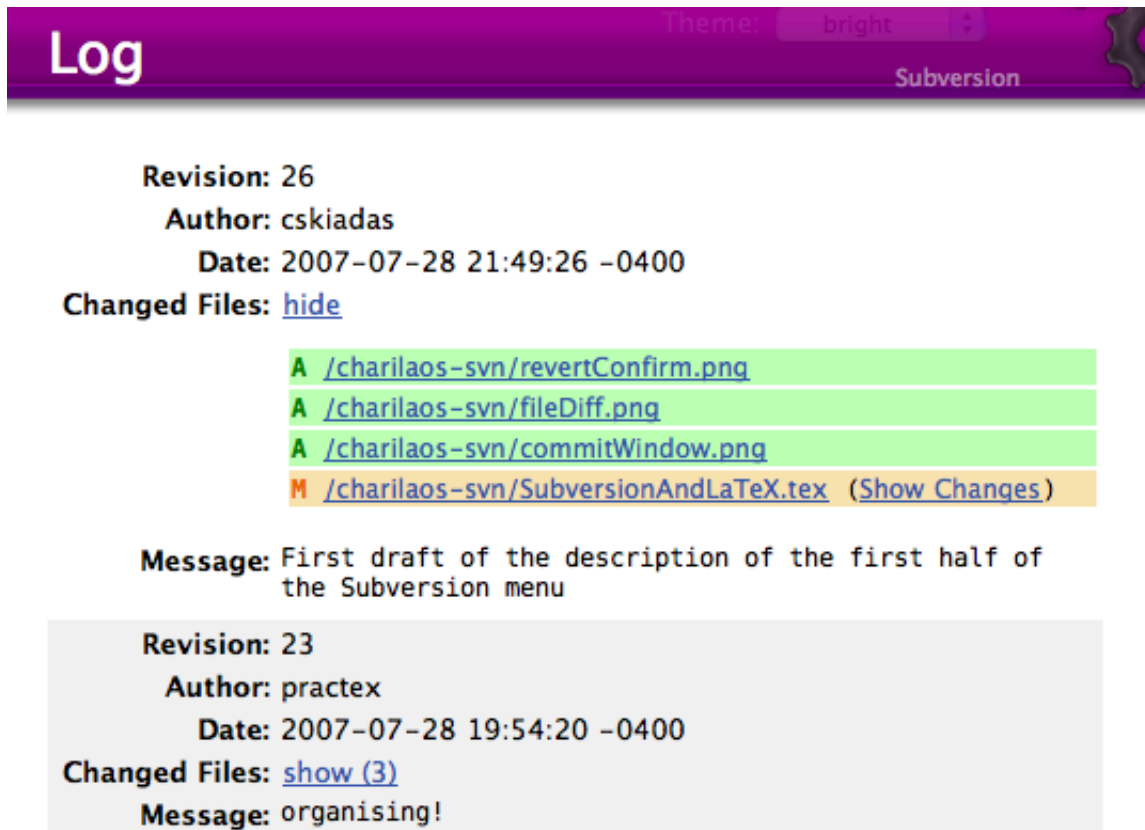 Theme: bright
Log
Subversion
Revision: 26
Author: cskiadas
Date: 2007-07-28 21:49:26 -0400
Changed Files: hide
A /charilaos-svn/revertConfirm.png
A /charilaos-svn/fileDiff.png
A /charilaos-svn/commitWindow.png
M /charilaos-svn/SubversionAndLaTeX.tex (Show Changes)
Message: First draft of the description of the first half of
the Subversion menu
Revision: 23
Author: practex
Date: 2007-07-28 19:54:20 -0400
Changed Files: show (3)
Message: organising!